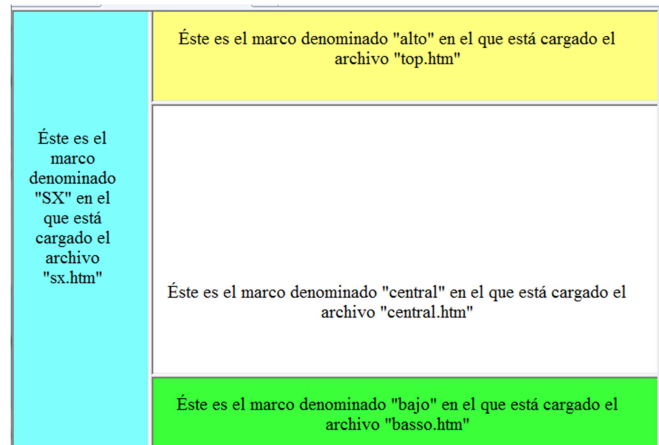 Éste es el
marco
denominado
"SX" en el
que está
cargado el
archivo
"sx.htm"
Éste es el marco denominado "alto" en el que está cargado el
archivo "top.htm"
Éste es el marco denominado "central" en el que está cargado el
archivo "central.htm"
Éste es el marco denominado "bajo" en el que está cargado el
archivo "basso.htm"